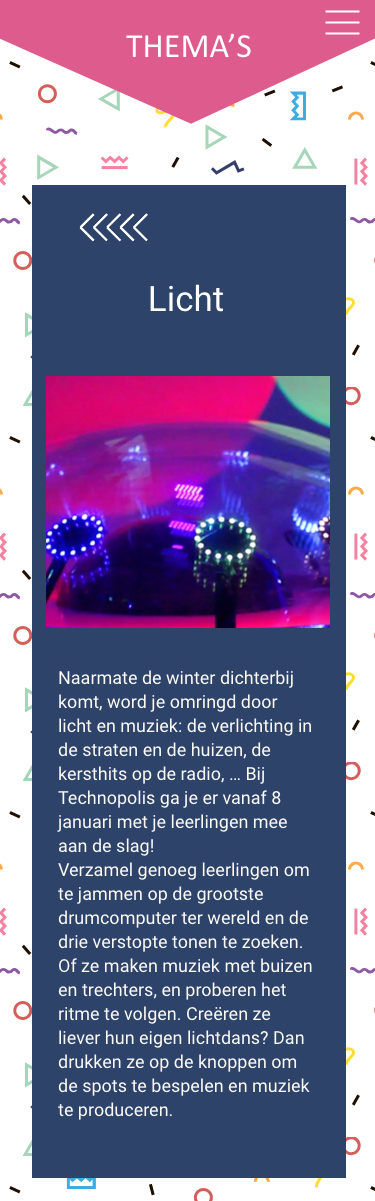 THEMA’S
Licht
Naarmate de winter dichterbij
komt, word je omringd door
licht en muziek: de verlichting in
de straten en de huizen, de
kersthits op de radio, ... Bij
Technopolis ga je er vanaf 8
januari met je leerlingen mee
aan de slag!
Verzamel genoeg leerlingen om
te jammen op de grootste
drumcomputer ter wereld en de
drie verstopte tonen te zoeken.
Of ze maken muziek met buizen
en trechters, en proberen het
ritme te volgen. Creëren ze
liever hun eigen lichtdans? Dan
drukken ze op de knoppen om
de spots te bespelen en muziek
te produceren.